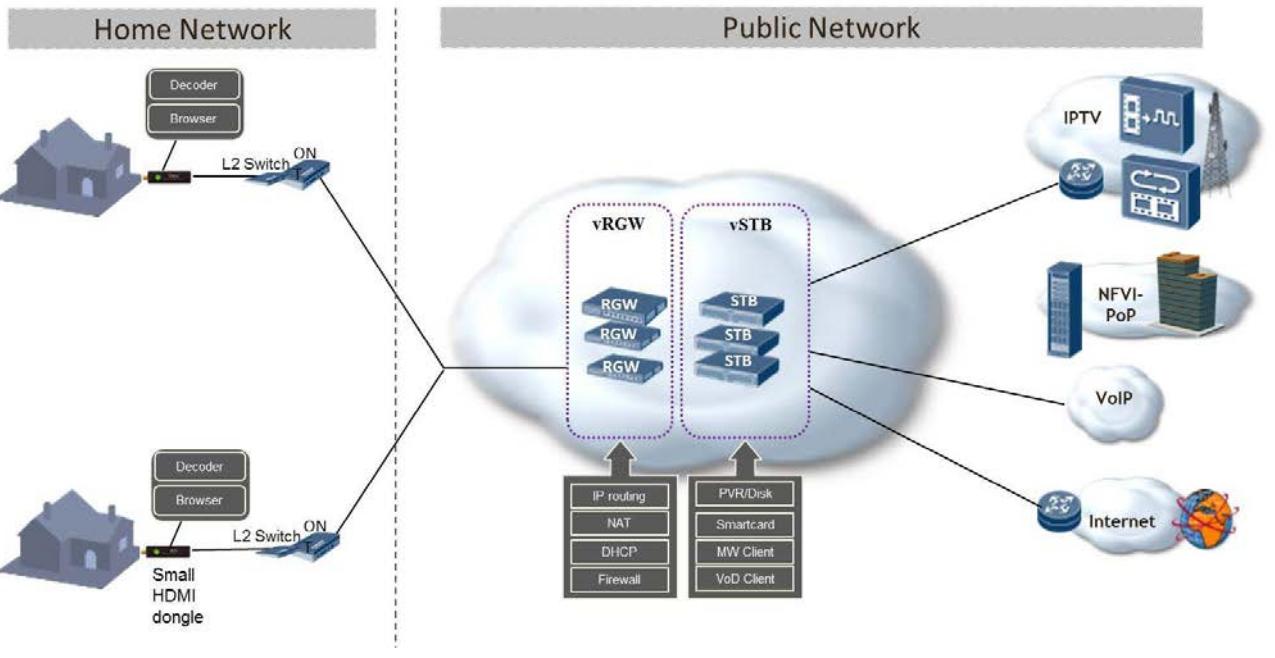 Home Network
Public Network
Decoder
Browser
L2 Switch
ON
T
IPTV
vRGW
vSTB
RGW
RGW
RGW
STB
STB
STB
NFVI-
PoP
VoIP
Decoder
Browser
L2 Switch
ON
T
Small
HDMI
dongle
IP routing
NAT
DHCP
Firewall
PVR/Disk
Smartcard
MW Client
VoD Client
Internet